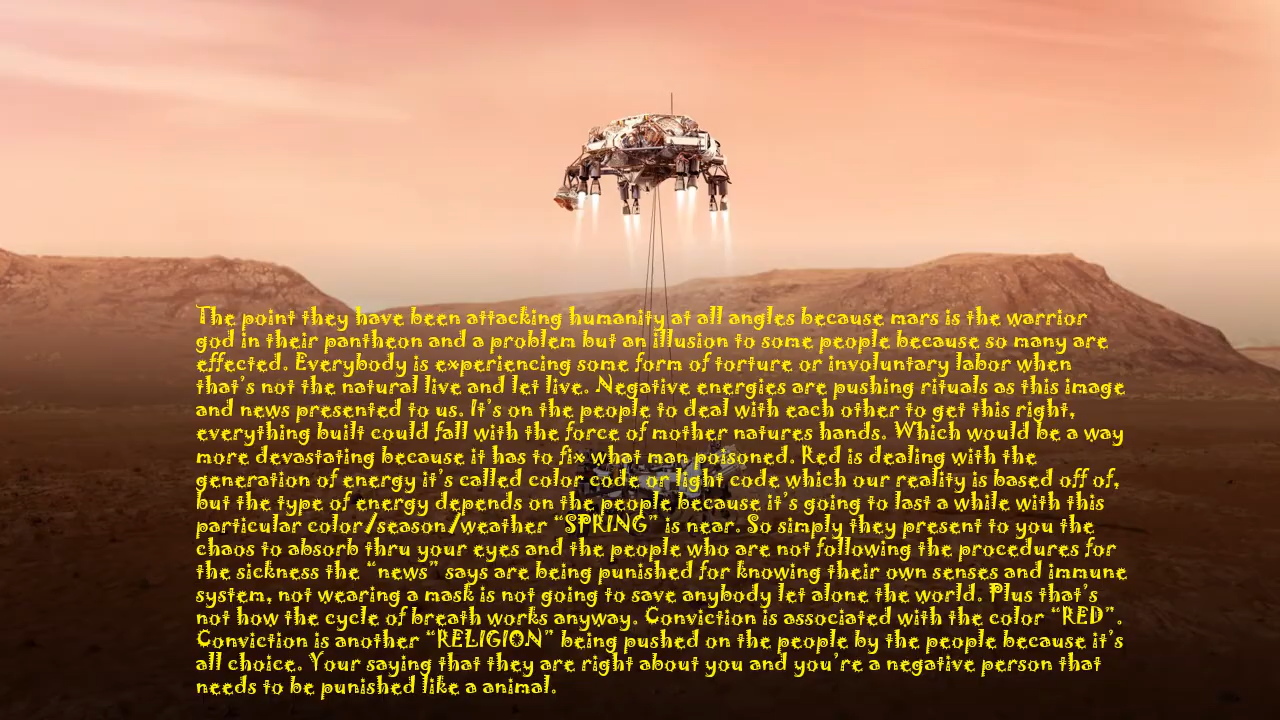 The point they have been attacking humanity at all angles because mars is the warrior
god in their pantheon and a problem but an illusion to some people because so many are
effected. Everybody is experiencing some form of torture or involuntary labor when
that's not the natural live and let live. Negative energies are pushing rituals as this image
and news presented to us. It's on the people to deal with each other to get this right,
everything built could fall with the force of mother natures hands. Which would be a way
more devastating because it has to fix what man poisoned. Red is dealing with the
generation of energy it's called color code or light code which our reality is based off of,
but the type of energy depends on the people because it's going to last a while with this
particular color/season/weather “SPRING” is near. So simply they present to you the
chaos to absorb thru your eyes and the people who are not following the procedures for
the sickness the “news” says are being punished for knowing their own senses and immune
system, not wearing a mask is not going to save anybody let alone the world. Plus that's
not how the cycle of breath works anyway. Conviction is associated with the color “RED”.
Conviction is another “RELIGION” being pushed on the people by the people because it's
all choice. Your saying that they are right about you and you're a negative person that
needs to be punished like a animal.